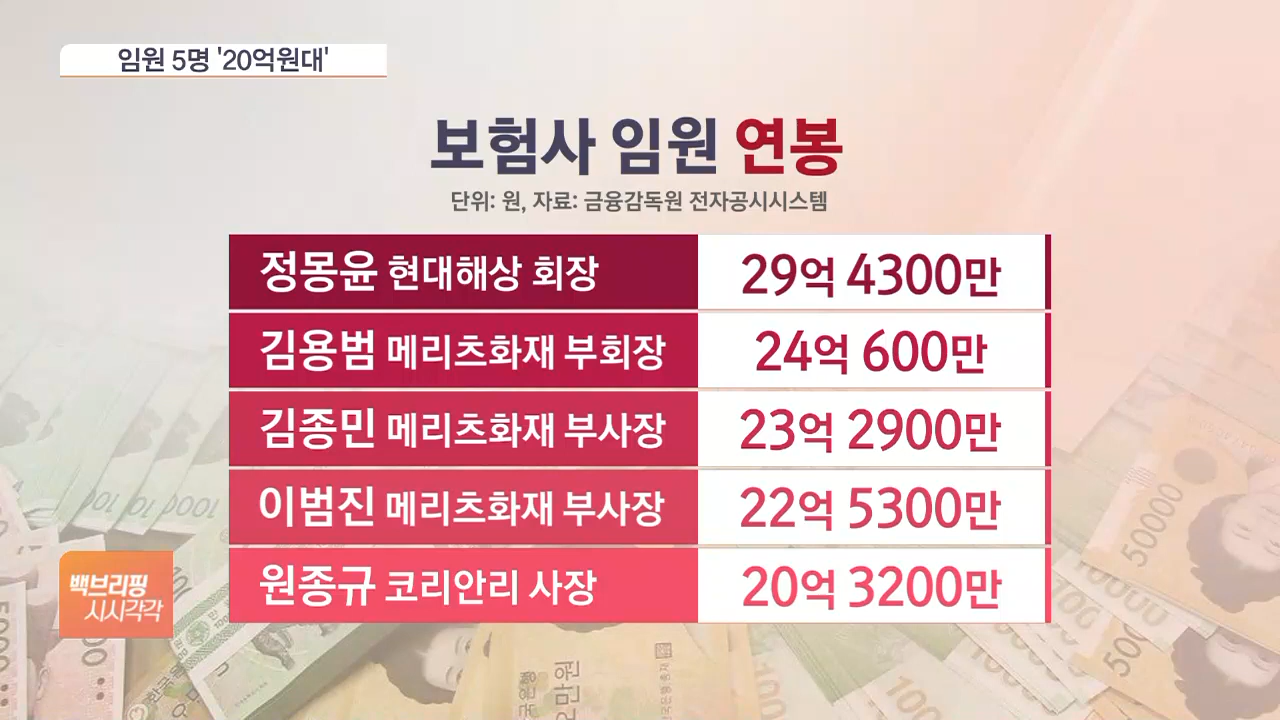 임원 5명 '20억원대'
보험사 임원 연봉
단위: 원, 자료: 금융감독원 전자공시시스템
정몽윤 현대해상 회장 29억 4300만
김용범 메리츠화재 부회장 24억 600만
김종민 메리츠화재 부사장 23억 2900만
이범진 메리츠화재 부사장 22억 5300만
원종규 코리안리 사장 20억 3200만
백브리핑
시시각각
50000